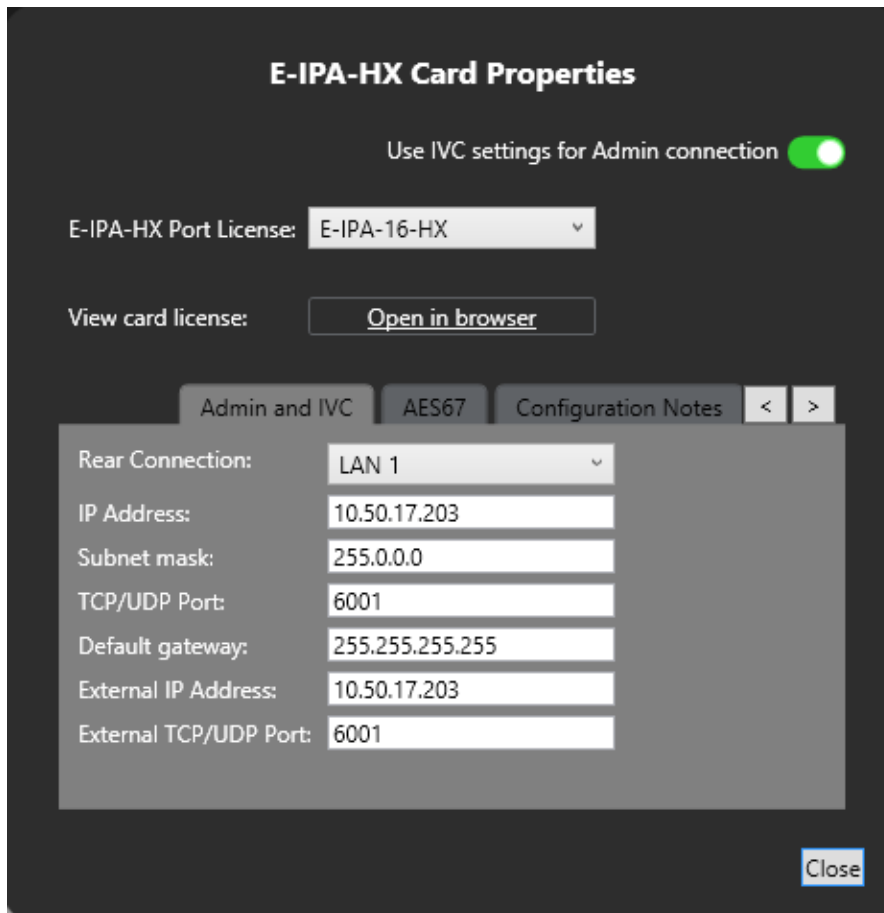 E-IPA-HX Card Properties
Use IVC settings for Admin connection
E-IPA-HX Port License: E-IPA-16-HX
View card license: Open in browser
Admin and IVC AES67 Configuration Notes < >
Rear Connection: LAN 1
IP Address: 10.50.17.203
Subnet mask: 255.0.0.0
TCP/UDP Port: 6001
Default gateway: 255.255.255.255
External IP Address: 10.50.17.203
External TCP/UDP Port: 6001
Close